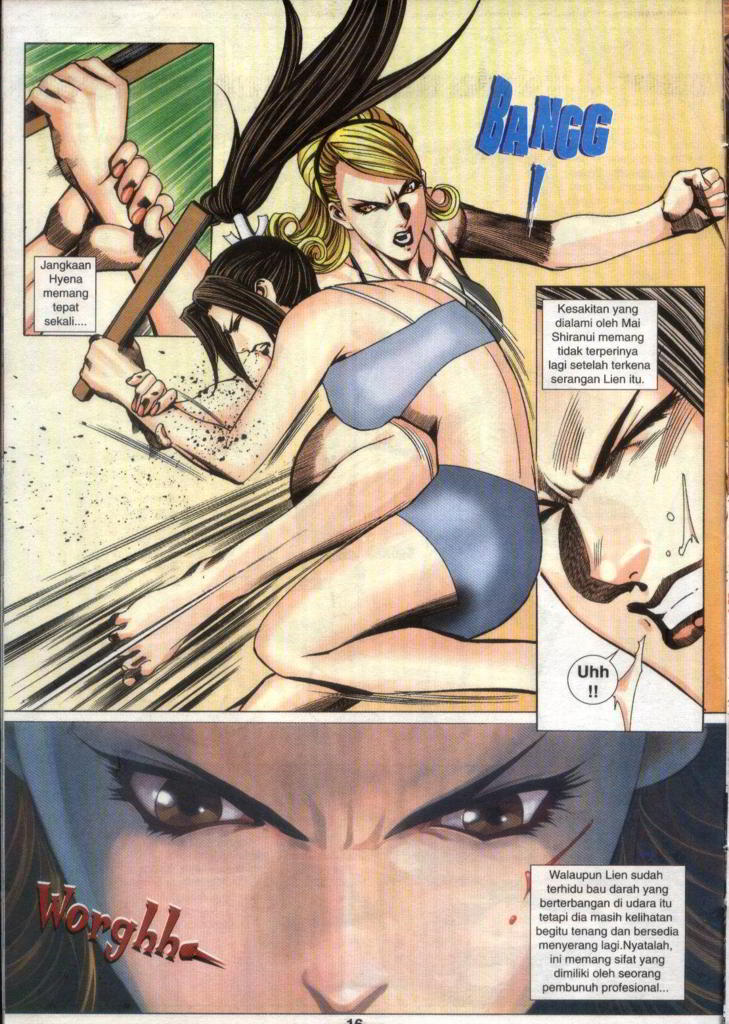 Jangkaan
Hyena
memang
tepat
sekali....
BANGG
!
Kesakitan yang
dialami oleh Mai
Shiranui memang
tidak terperinya
lagi setelah terkena
serangan Lien itu.
Uhh
!!
Worghh
Walaupun Lien sudah
terhidu bau darah yang
berterbangan di udara itu
tetapi dia masih kelihatan
begitu tenang dan bersedia
menyerang lagi.Nyatalah,
ini memang sifat yang
dimiliki oleh seorang
pembunuh profesional...
16